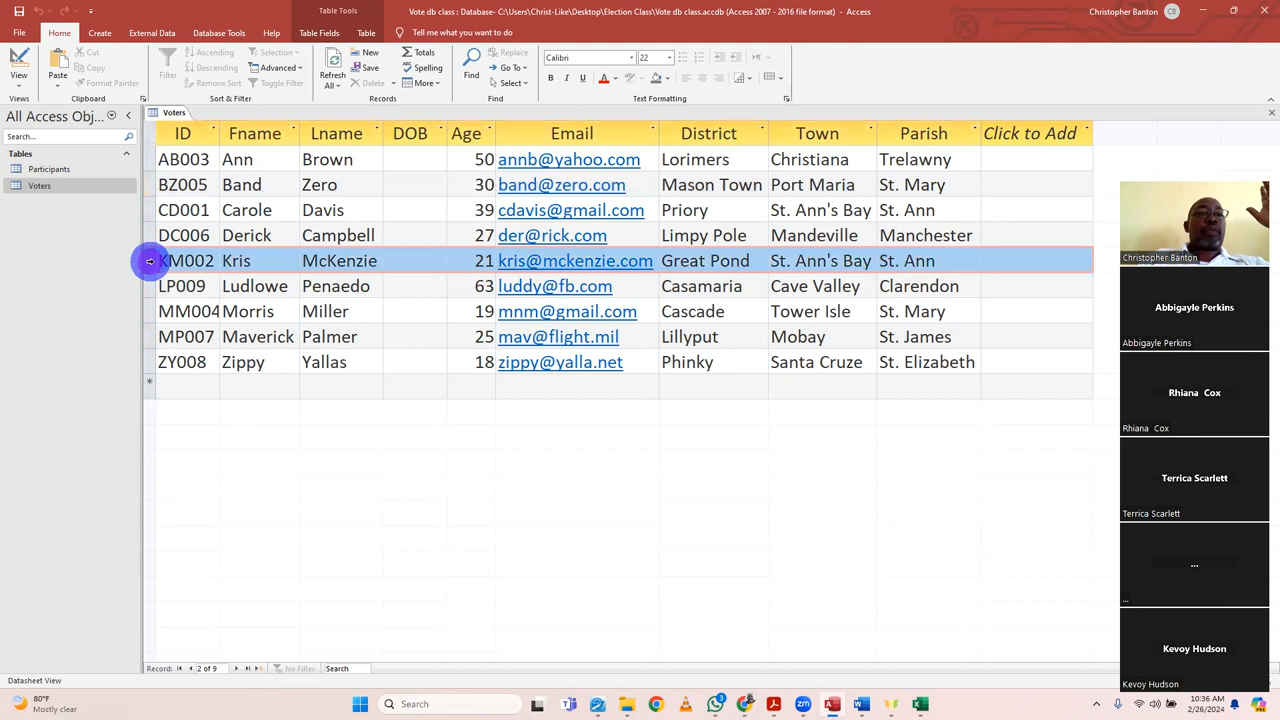 Table Tools
Vote db class : Database- C:\Users\Christ-Like\Desktop\Election Class\Vote db class.accdb (Access 2007 - 2016 file format) - Access
Christopher Banton CB
File Home Create External Data Database Tools Help Table Fields Table Tell me what you want to do
View
Views
Paste
Cut
Copy
Format Painter
Clipboard
Filter
Ascending
Descending
Remove Sort
Selection
Advanced
Toggle Filter
Sort & Filter
Refresh
All
New
Save
Delete
Totals
Spelling
More
Records
Find
Replace
Go To
Select
Find
Calibri 22
B I U A
Text Formatting
All Access Obj...
Search...
Tables
Participants
Voters
Voters
ID Fname Lname DOB Age Email District Town Parish Click to Add
AB003 Ann Brown 50 annb@yahoo.com Lorimers Christiana Trelawny
BZ005 Band Zero 30 band@zero.com Mason Town Port Maria St. Mary
CD001 Carole Davis 39 cdavis@gmail.com Priory St. Ann's Bay St. Ann
DC006 Derick Campbell 27 der@rick.com Limpy Pole Mandeville Manchester
KM002 Kris McKenzie 21 kris@mckenzie.com Great Pond St. Ann's Bay St. Ann
LP009 Ludlowe Penaedo 63 luddy@fb.com Casamaria Cave Valley Clarendon
MM004 Morris Miller 19 mnm@gmail.com Cascade Tower Isle St. Mary
MP007 Maverick Palmer 25 mav@flight.mil Lillyput Mobay St. James
ZY008 Zippy Yallas 18 zippy@yalla.net Phinky Santa Cruze St. Elizabeth
Christopher Banton
Abbigayle Perkins
Abbigayle Perkins
Rhiana Cox
Rhiana Cox
Terrica Scarlett
Terrica Scarlett
...
...
Kevoy Hudson
Kevoy Hudson
Record: 2 of 9 No Filter Search
Datasheet View
80°F
Mostly clear
Search
3
10:36 AM
2/26/2024